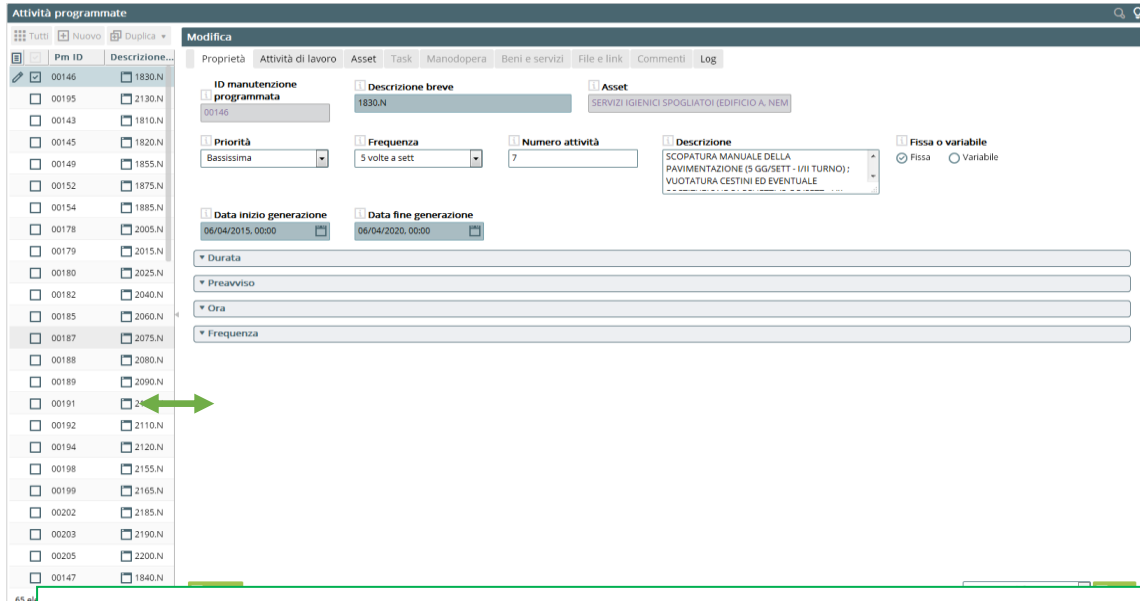 Attività programmate
Tutti Nuovo Duplica
Pm ID Descrizione...
00146 1830.N
00195 2130.N
00143 1810.N
00145 1820.N
00149 1855.N
00152 1875.N
00154 1885.N
00178 2005.N
00179 2015.N
00180 2025.N
00182 2040.N
00185 2060.N
00187 2075.N
00188 2080.N
00189 2090.N
00191
00192 2110.N
00194 2120.N
00198 2155.N
00199 2165.N
00202 2185.N
00203 2190.N
00205 2200.N
00147 1840.N
Modifica
Proprietà Attività di lavoro Asset Task Manodopera Beni e servizi File e link Commenti Log
ID manutenzione programmata
00146
Descrizione breve
1830.N
Asset
SERVIZI IGIENICI SPOGLIATOI (EDIFICIO A, NEM
Priorità
Bassissima
Frequenza
5 volte a sett
Numero attività
7
Descrizione
SCOPATURA MANUALE DELLA
PAVIMENTAZIONE (5 GG/SETT - I/II TURNO) ;
VUOTATURA CESTINI ED EVENTUALE
Fissa o variabile
Fissa Variabile
Data inizio generazione
06/04/2015, 00:00
Data fine generazione
06/04/2020, 00:00
Durata
Preavviso
Ora
Frequenza